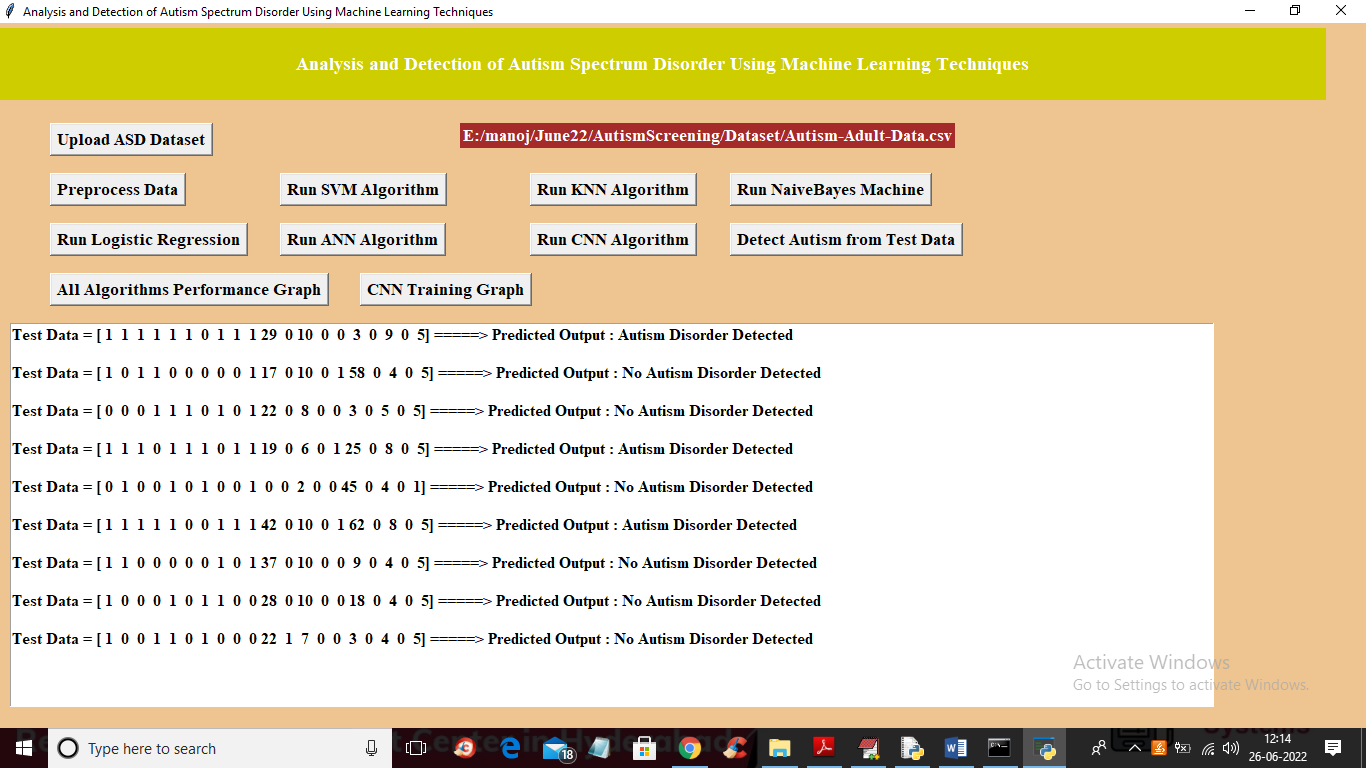 Analysis and Detection of Autism Spectrum Disorder Using Machine Learning Techniques
Analysis and Detection of Autism Spectrum Disorder Using Machine Learning Techniques
Upload ASD Dataset
E:/manoj/June22/AutismScreening/Dataset/Autism-Adult-Data.csv
Preprocess Data
Run SVM Algorithm
Run KNN Algorithm
Run NaiveBayes Machine
Run Logistic Regression
Run ANN Algorithm
Run CNN Algorithm
Detect Autism from Test Data
All Algorithms Performance Graph
CNN Training Graph
Test Data = [ 1 1 1 1 1 1 0 1 1 1 29 0 10 0 0 3 0 9 0 5] =====> Predicted Output : Autism Disorder Detected
Test Data = [ 1 0 1 1 0 0 0 0 0 1 17 0 10 0 1 58 0 4 0 5] =====> Predicted Output : No Autism Disorder Detected
Test Data = [ 0 0 0 1 1 1 0 1 0 1 22 0 8 0 0 3 0 5 0 5] =====> Predicted Output : No Autism Disorder Detected
Test Data = [ 1 1 1 0 1 1 1 0 1 1 19 0 6 0 1 25 0 8 0 5] =====> Predicted Output : Autism Disorder Detected
Test Data = [ 0 1 0 0 1 0 1 0 0 1 0 0 2 0 0 45 0 4 0 1] =====> Predicted Output : No Autism Disorder Detected
Test Data = [ 1 1 1 1 1 0 0 1 1 1 42 0 10 0 1 62 0 8 0 5] =====> Predicted Output : Autism Disorder Detected
Test Data = [ 1 1 0 0 0 0 0 1 0 1 37 0 10 0 0 9 0 4 0 5] =====> Predicted Output : No Autism Disorder Detected
Test Data = [ 1 0 0 0 1 0 1 1 0 0 28 0 10 0 0 18 0 4 0 5] =====> Predicted Output : No Autism Disorder Detected
Test Data = [ 1 0 0 1 1 0 1 0 0 0 22 1 7 0 0 3 0 4 0 5] =====> Predicted Output : No Autism Disorder Detected
Activate Windows
Go to Settings to activate Windows.
Type here to search
18
12:14
26-06-2022